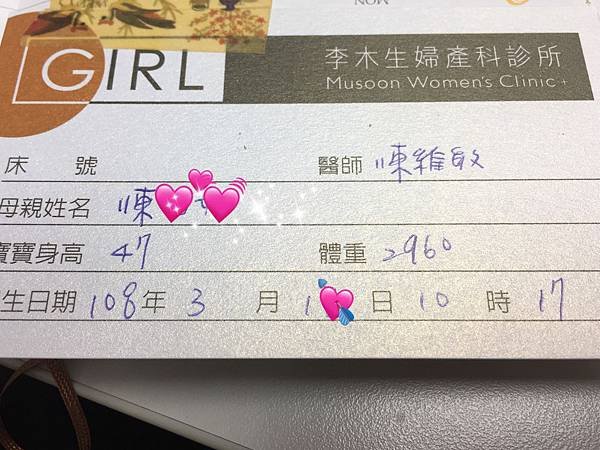 MON
GIRL 李木生婦產科診所
Musoon Women's Clinic+
床 號 醫師 陳維敏
母親姓名 陳
寶寶身高 47 體重 2960
生日期 108年 3 月 1 日 10 時 17